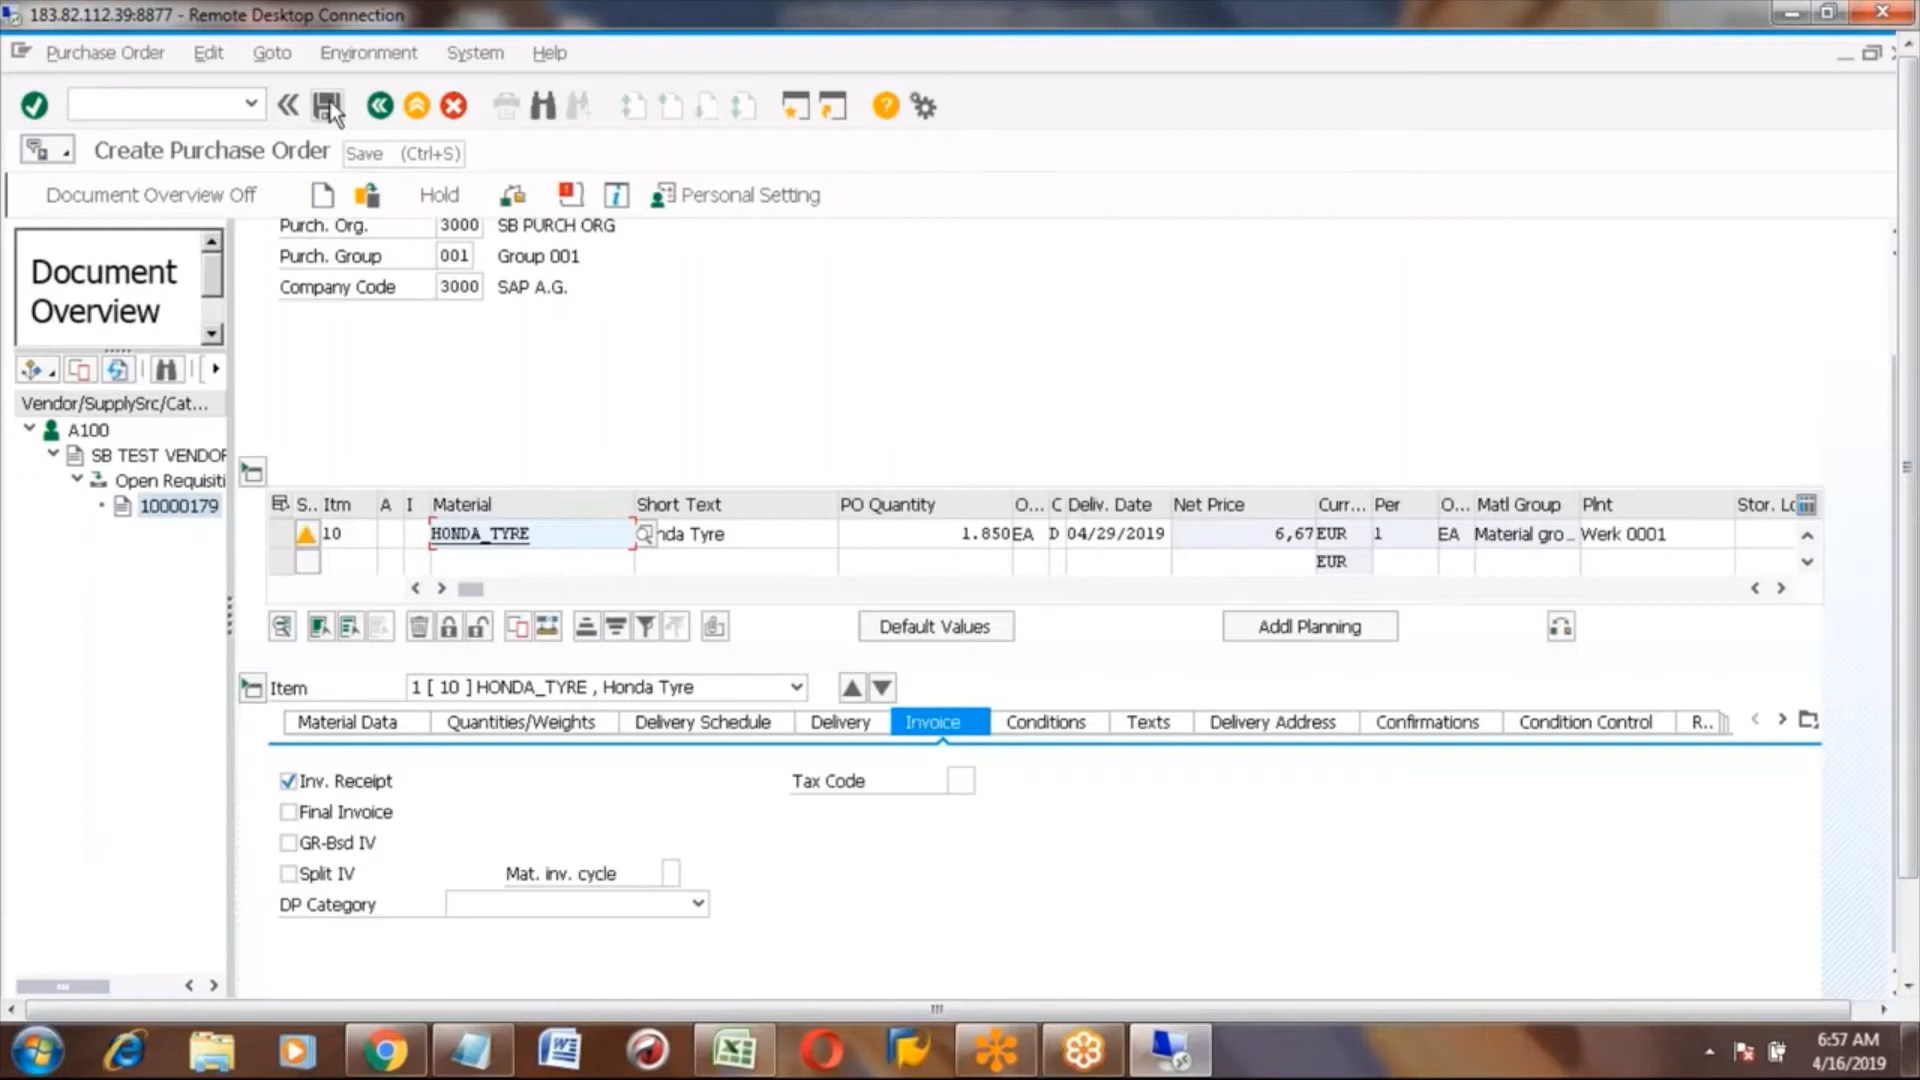 183.82.112.39:8877 - Remote Desktop Connection
Purchase Order Edit Goto Environment System Help
Create Purchase Order Save (Ctrl+S)
Document Overview Off Hold Personal Setting
Purch. Org. 3000 SB PURCH ORG
Purch. Group 001 Group 001
Company Code 3000 SAP A.G.
Document
Overview
Vendor/SupplySrc/Cat...
A100
SB TEST VENDOR
Open Requisiti
10000179
S.. Itm A I Material Short Text PO Quantity O... C Deliv. Date Net Price Curr... Per O... Matl Group Plnt Stor. Lo
10 HONDA_TYRE nda Tyre 1.850 EA D 04/29/2019 6,67 EUR 1 EA Material gro... Werk 0001
EUR
Default Values Addl Planning
Item 1 [ 10 ] HONDA_TYRE , Honda Tyre
Material Data Quantities/Weights Delivery Schedule Delivery Invoice Conditions Texts Delivery Address Confirmations Condition Control R..
Inv. Receipt Tax Code
Final Invoice
GR-Bsd IV
Split IV Mat. inv. cycle
DP Category
6:57 AM
4/16/2019